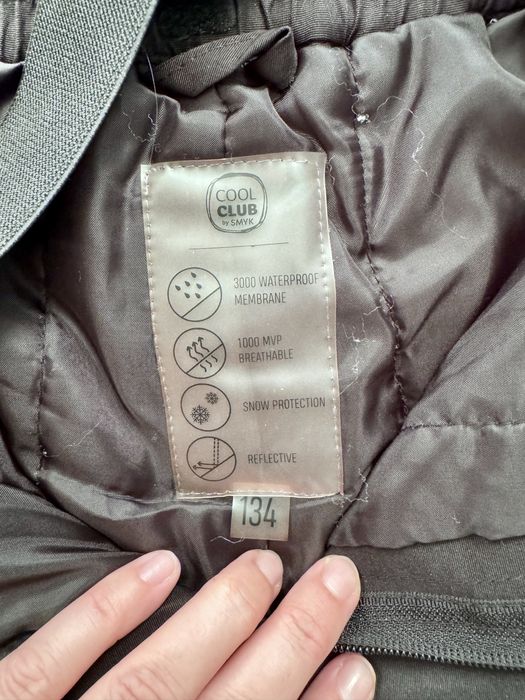 COOL
CLUB
by SMYK
3000 WATERPROOF
MEMBRANE
1000 MVP
BREATHABLE
SNOW PROTECTION
REFLECTIVE
134